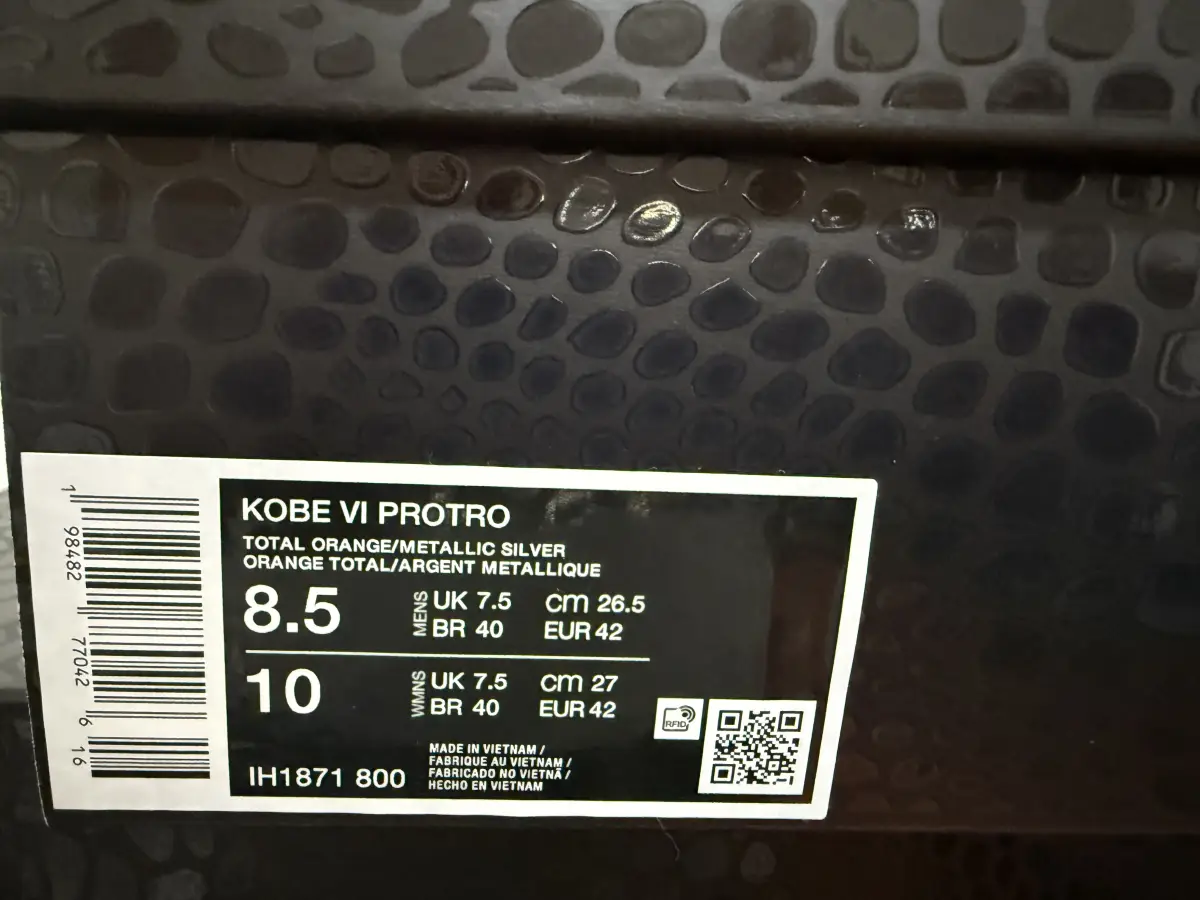 KOBE VI PROTRO
TOTAL ORANGE/METALLIC SILVER
ORANGE TOTAL/ARGENT METALLIQUE
8.5 MENS UK 7.5 CM 26.5
BR 40 EUR 42
10 WMNS UK 7.5 CM 27
BR 40 EUR 42
RFID
MADE IN VIETNAM /
FABRIQUE AU VIETNAM /
FABRICADO NO VIETNÃ /
HECHO EN VIETNAM
IH1871 800
1 98482 77042 6 16